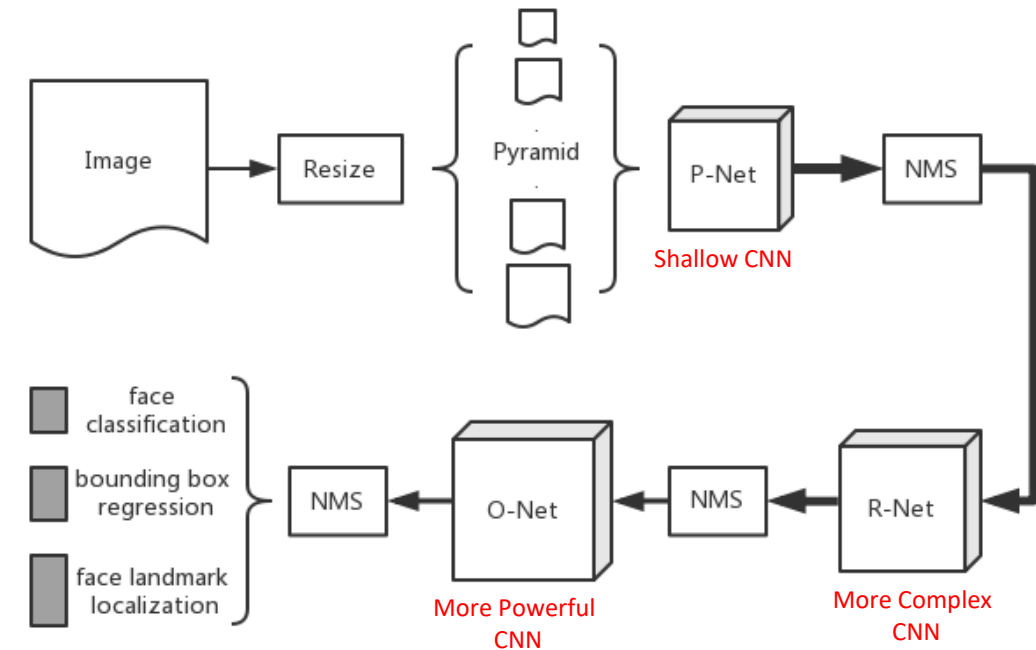 Image
Resize
.
Pyramid
.
P-Net
Shallow CNN
NMS
R-Net
More Complex
CNN
NMS
O-Net
More Powerful
CNN
NMS
face
classification
bounding box
regression
face landmark
localization